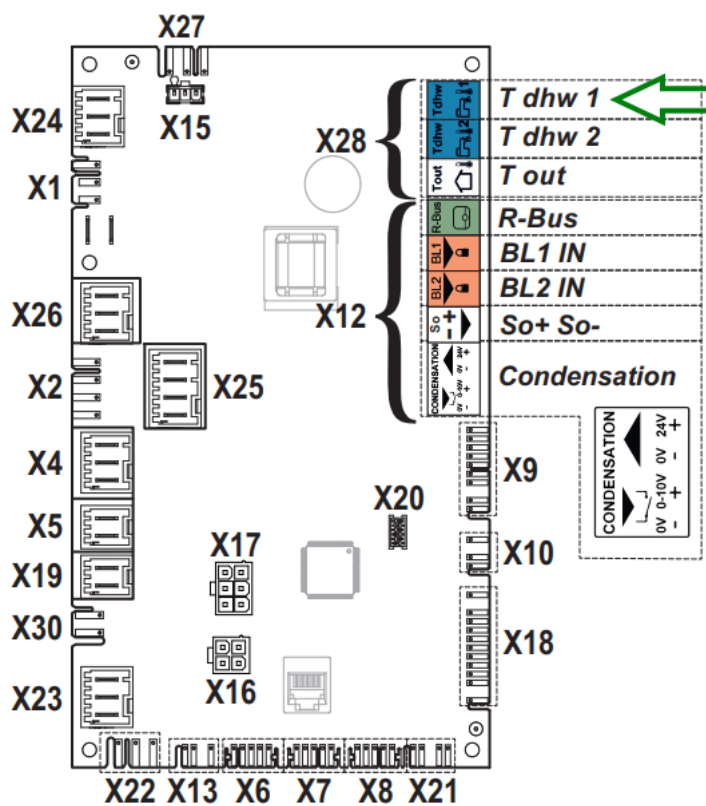 X27
X24
X15
X28
Tdhw 1
T dhw 1
X1
Tdhw 2
T dhw 2
Tout
T out
R-Bus
R-Bus
X26
X12
BL1
BL1 IN
BL2
BL2 IN
So - +
So+ So-
X2
X25
CONDENSATION
0V 0-10V 0V 24V
- + - +
Condensation
X4
X9
CONDENSATION
0V 0-10V 0V 24V
- + - +
X20
X5
X17
X10
X19
X30
X18
X16
X23
X22 X13 X6 X7 X8 X21